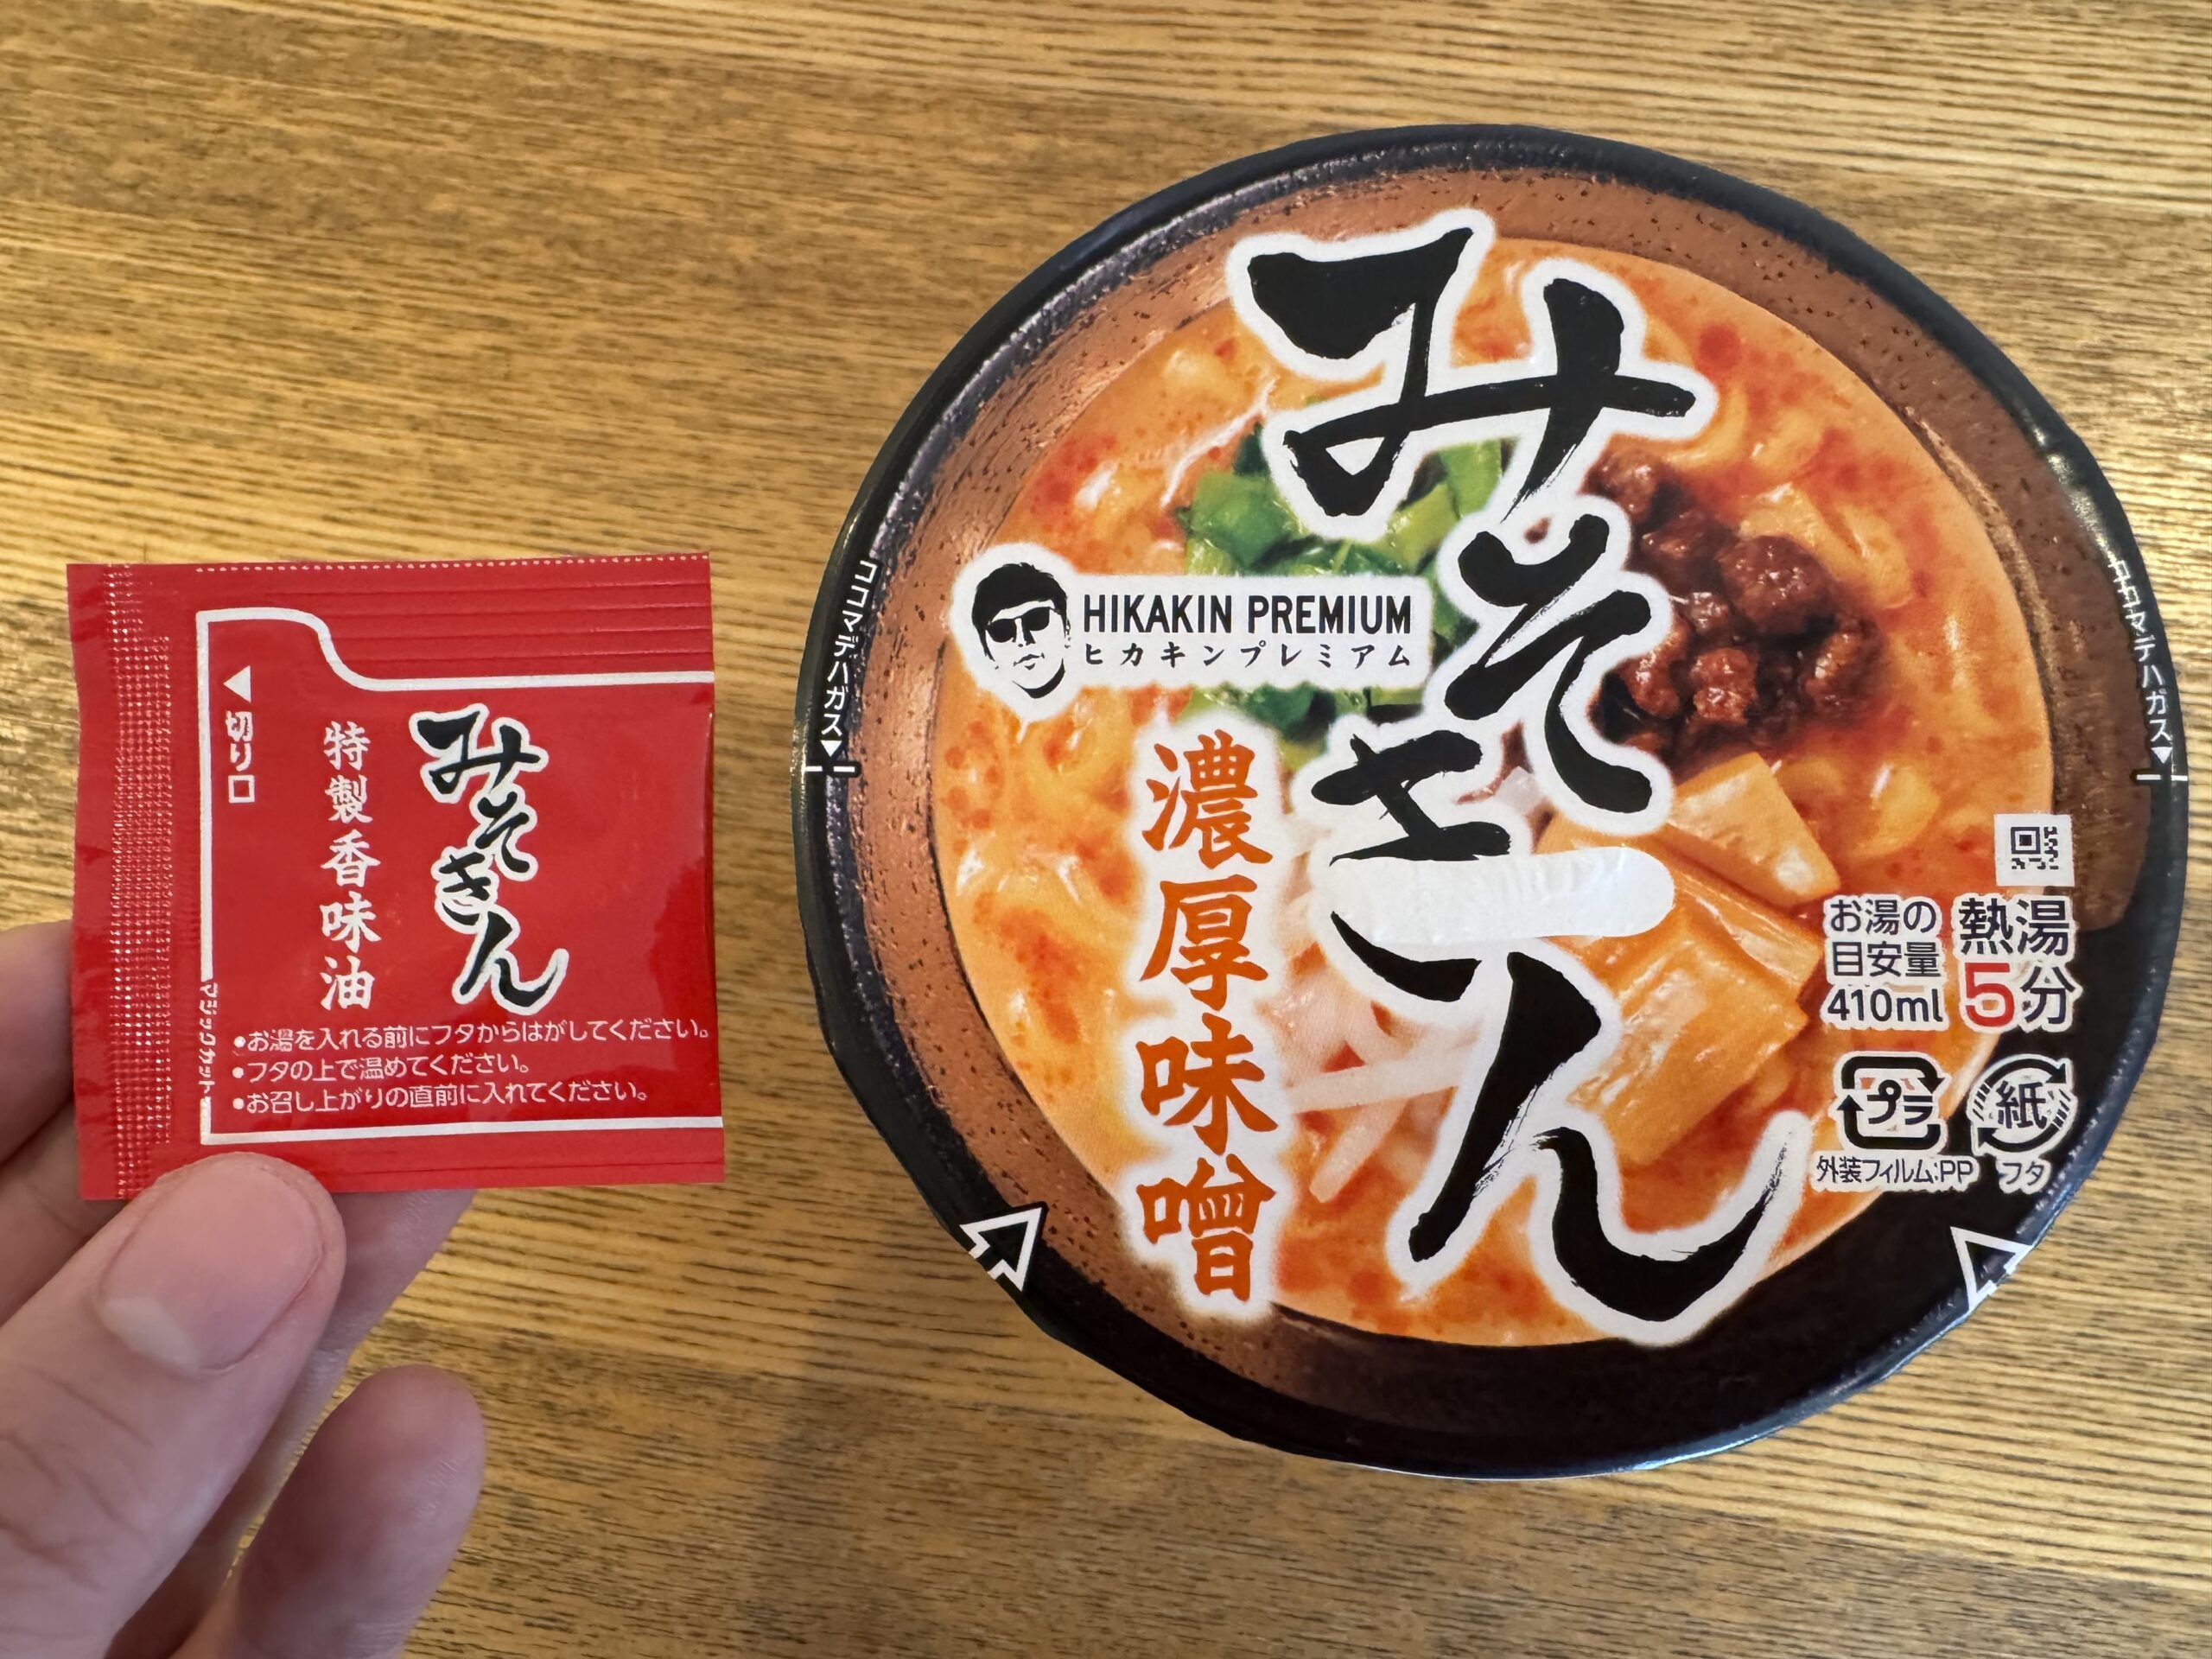 みそきん
特製香味油
◀切り口
マジックカット
●お湯を入れる前にフタからはがしてください。
●フタの上で温めてください。
●お召し上がりの直前に入れてください。
みそきん
HIKAKIN PREMIUM
ヒカキンプレミアム
濃厚味噌
ココマデハガス▼
ココマデハガス▼
熱湯
5分
お湯の
目安量
410ml
プラ
外装フィルム:PP
紙
フタ